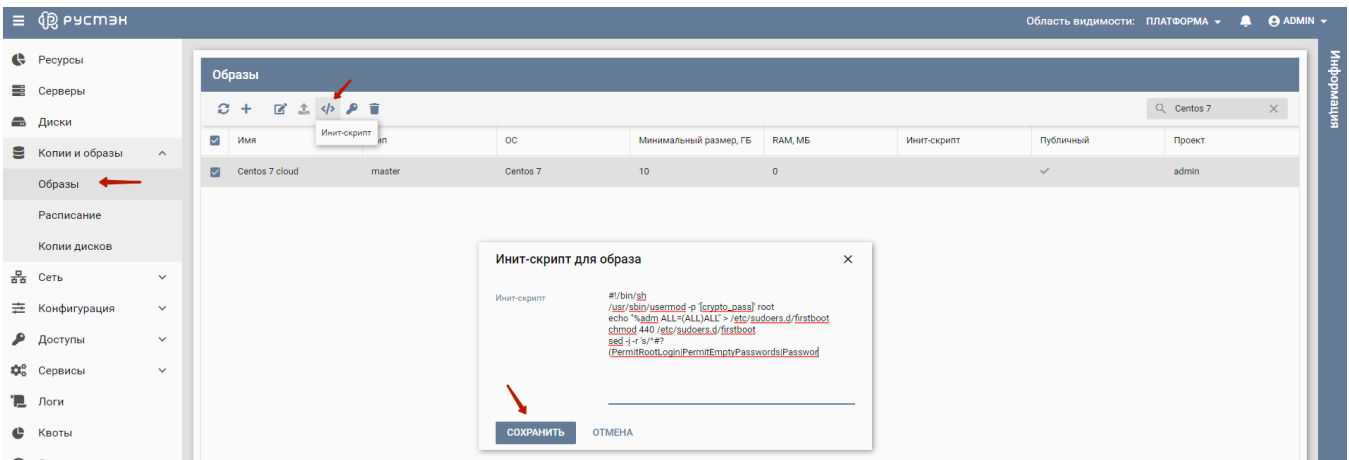 РУСТЭК
Область видимости: ПЛАТФОРМА
ADMIN
Информация
Ресурсы
Серверы
Диски
Копии и образы
Образы
Расписание
Копии дисков
Сеть
Конфигурация
Доступы
Сервисы
Логи
Квоты
Образы
</>
Centos 7
Инит-скрипт
Имя
ОС
Минимальный размер, ГБ
RAM, МБ
Инит-скрипт
Публичный
Проект
Centos 7 cloud
master
Centos 7
10
0
admin
Инит-скрипт для образа
Инит-скрипт
#!/bin/sh
/usr/sbin/usermod -p '[crypto_pass]' root
echo "%adm ALL=(ALL)ALL" > /etc/sudoers.d/firstboot
chmod 440 /etc/sudoers.d/firstboot
sed -i -r 's/^#?
(PermitRootLogin|PermitEmptyPasswords|Passwor
СОХРАНИТЬ
ОТМЕНА